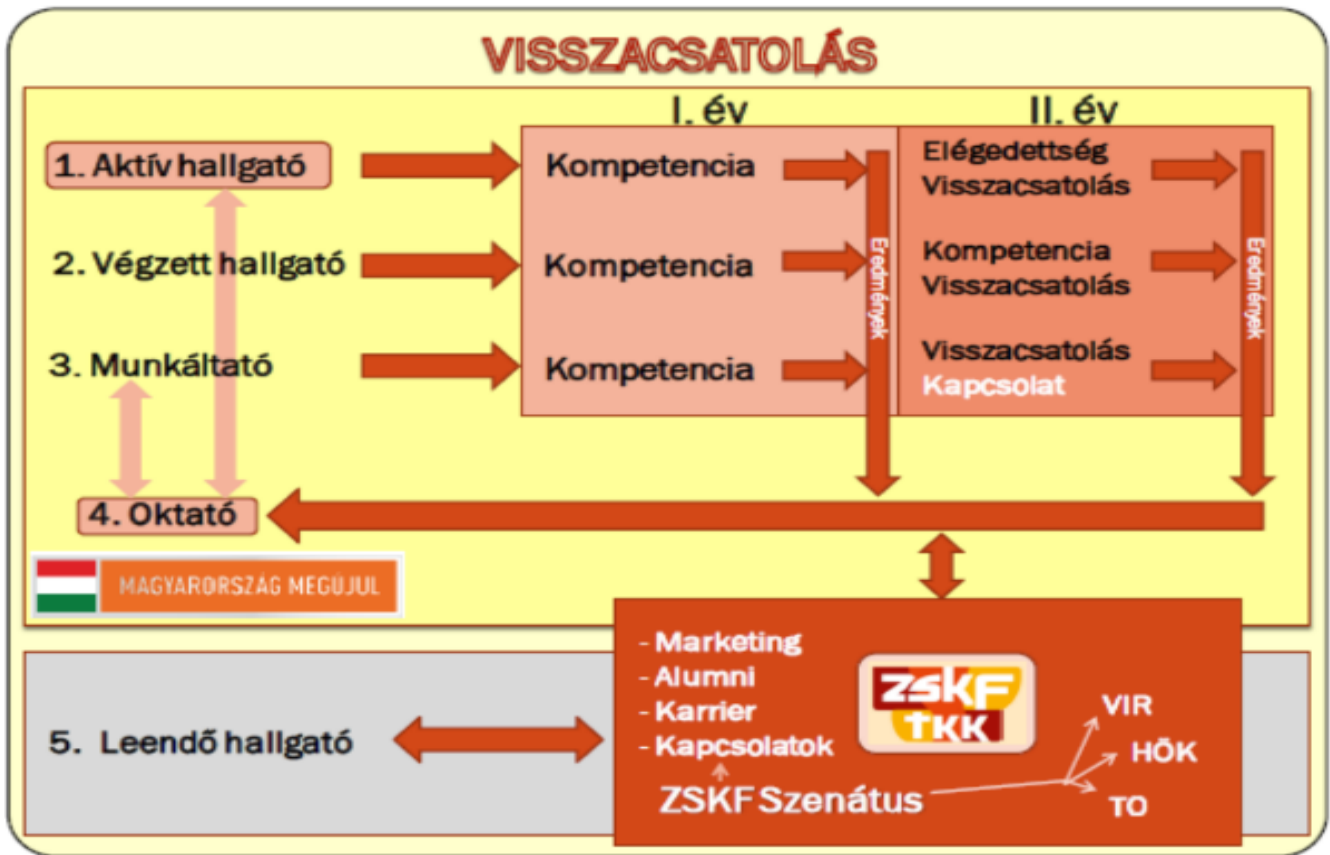 VISSZACSATOLÁS
I. év
II. év
1. Aktív hallgató
Kompetencia
Elégedettség
Visszacsatolás
2. Végzett hallgató
Kompetencia
Kompetencia
Visszacsatolás
3. Munkáltató
Kompetencia
Visszacsatolás
Kapcsolat
Eredmények
Eredmények
4. Oktató
MAGYARORSZÁG MEGÚJUL
- Marketing
- Alumni
- Karrier
- Kapcsolatok
ZSKF
TKK
VIR
HÖK
TO
ZSKF Szenátus
5. Leendő hallgató